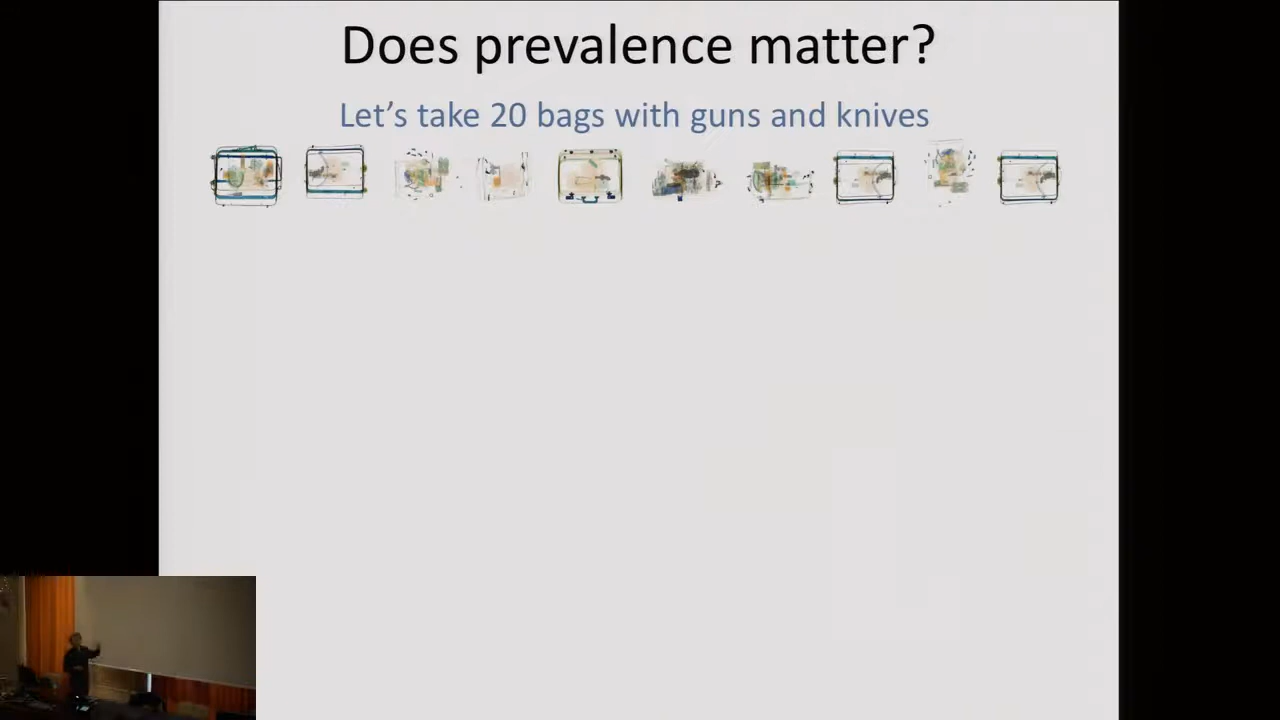 Does prevalence matter?
Let's take 20 bags with guns and knives